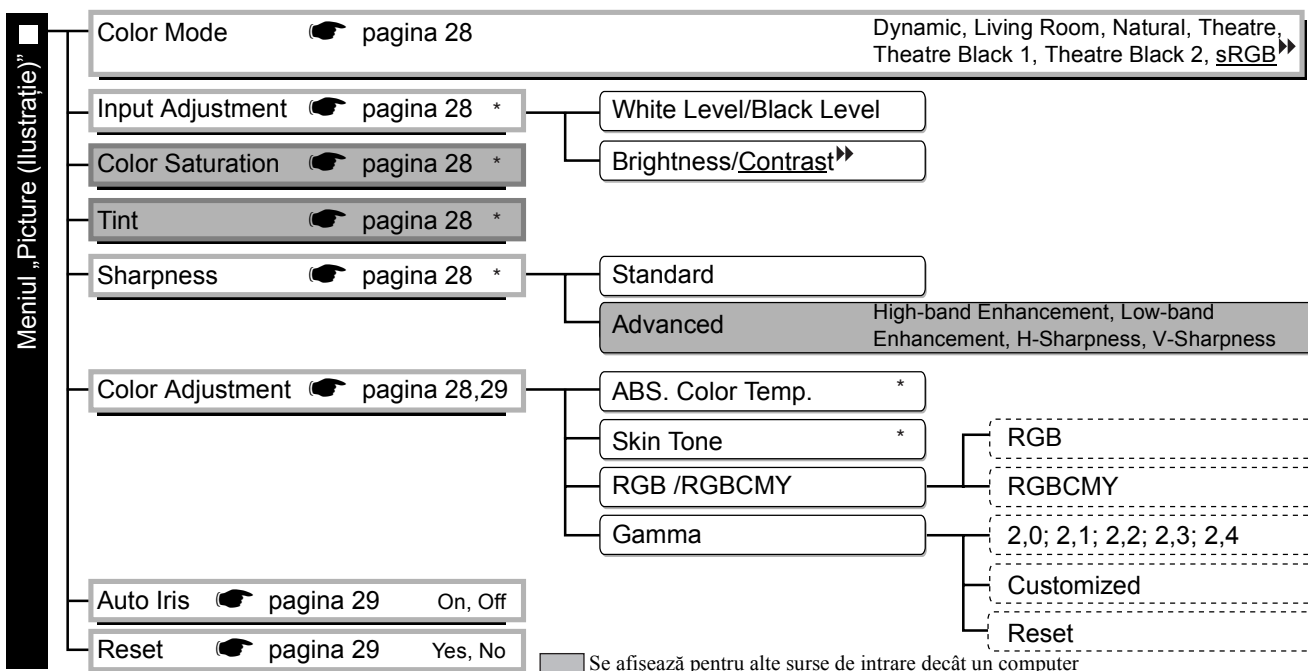 Meniul „Picture (Ilustrație)”
Color Mode pagina 28 Dynamic, Living Room, Natural, Theatre,
Theatre Black 1, Theatre Black 2, sRGB
Input Adjustment pagina 28 * White Level/Black Level
Color Saturation pagina 28 * Brightness/Contrast
Tint pagina 28 *
Sharpness pagina 28 * Standard
Advanced High-band Enhancement, Low-band
Enhancement, H-Sharpness, V-Sharpness
Color Adjustment pagina 28,29 ABS. Color Temp. *
Skin Tone * RGB
RGB /RGBCMY RGBCMY
Gamma 2,0; 2,1; 2,2; 2,3; 2,4
Customized
Auto Iris pagina 29 On, Off
Reset
Reset pagina 29 Yes, No
Se afișează pentru alte surse de intrare decât un computer